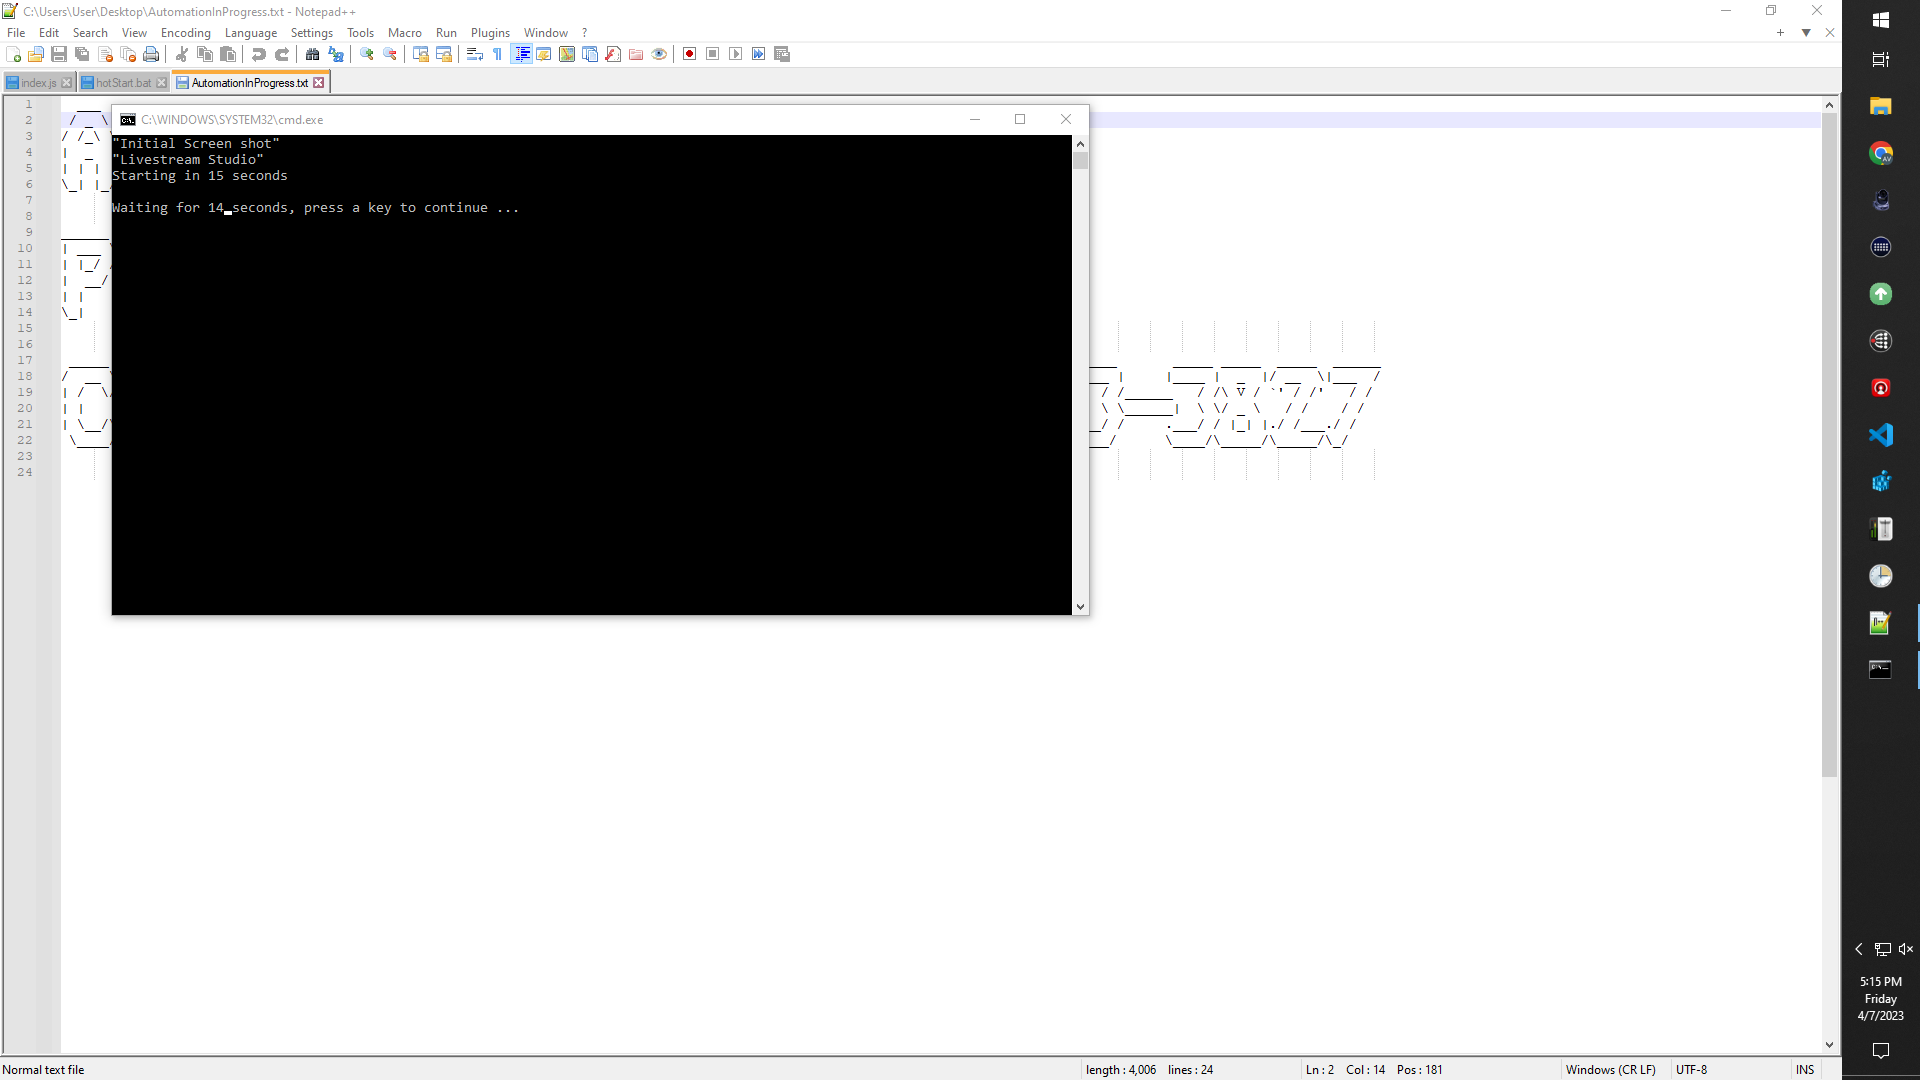 C:\Users\User\Desktop\AutomationInProgress.txt - Notepad++
File Edit Search View Encoding Language Settings Tools Macro Run Plugins Window ?
index.js hotStart.bat AutomationInProgress.txt
C:\WINDOWS\SYSTEM32\cmd.exe
"Initial Screen shot"
"Livestream Studio"
Starting in 15 seconds
Waiting for 14 seconds, press a key to continue ...
1
2
3
4
5
6
7
8
9
10
11
12
13
14
15
16
17
18
19
20
21
22
23
24
A
P
C
-3827
5:15 PM
Friday
4/7/2023
Normal text file length : 4,006 lines : 24 Ln : 2 Col : 14 Pos : 181 Windows (CR LF) UTF-8 INS